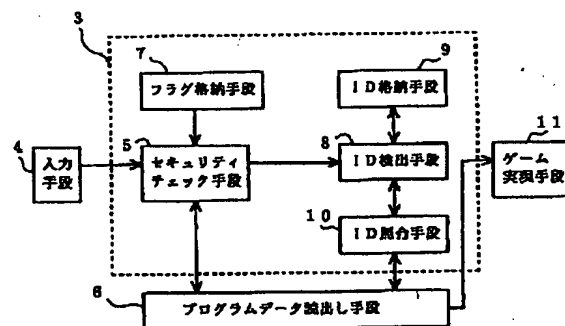 3
7
フラグ格納手段
9
ID格納手段
4
入力
手段
5
セキュリティ
チェック手段
8
ID検出手段
11
ゲーム
実現手段
10
ID照合手段
6
プログラムデータ読出し手段